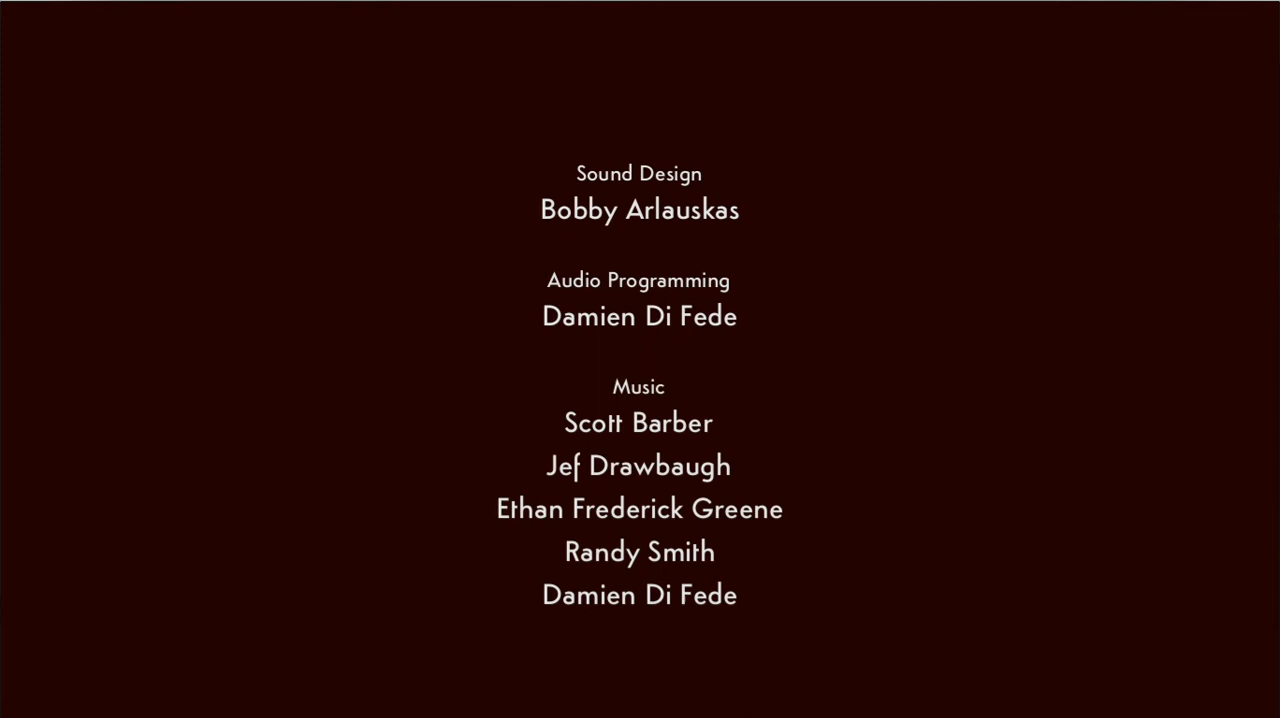 Sound Design
Bobby Arlauskas
Audio Programming
Damien Di Fede
Music
Scott Barber
Jef Drawbaugh
Ethan Frederick Greene
Randy Smith
Damien Di Fede